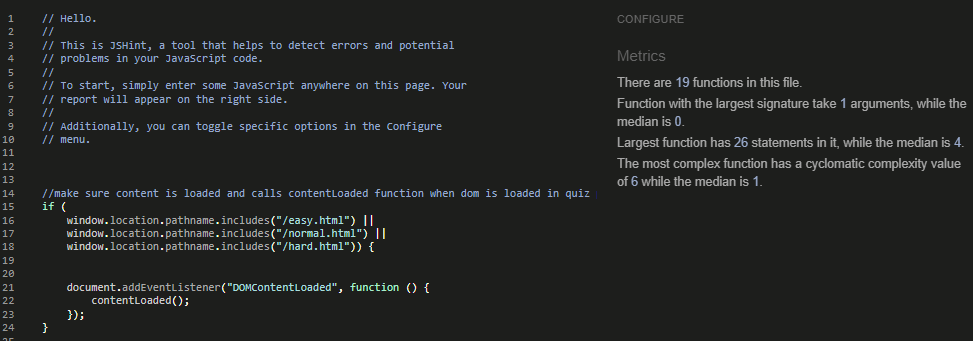 1 // Hello.
2 //
3 // This is JSHint, a tool that helps to detect errors and potential
4 // problems in your JavaScript code.
5 //
6 // To start, simply enter some JavaScript anywhere on this page. Your
7 // report will appear on the right side.
8 //
9 // Additionally, you can toggle specific options in the Configure
10 // menu.
11
12
13
14 //make sure content is loaded and calls contentLoaded function when dom is loaded in quiz
15 if (
16 window.location.pathname.includes("/easy.html") ||
17 window.location.pathname.includes("/normal.html") ||
18 window.location.pathname.includes("/hard.html")) {
19
20
21 document.addEventListener("DOMContentLoaded", function () {
22 contentLoaded();
23 });
24 }
CONFIGURE
Metrics
There are 19 functions in this file.
Function with the largest signature take 1 arguments, while the
median is 0.
Largest function has 26 statements in it, while the median is 4.
The most complex function has a cyclomatic complexity value
of 6 while the median is 1.